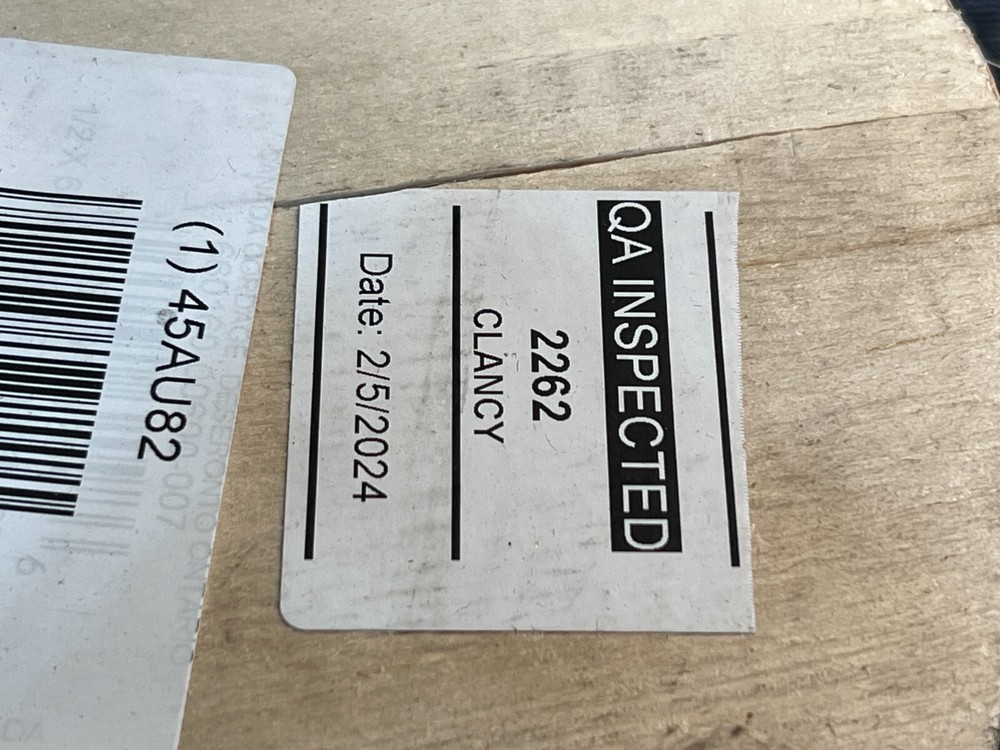 QA INSPECTED
2262
CLANCY
Date: 2/5/2024
(1) 45AU82